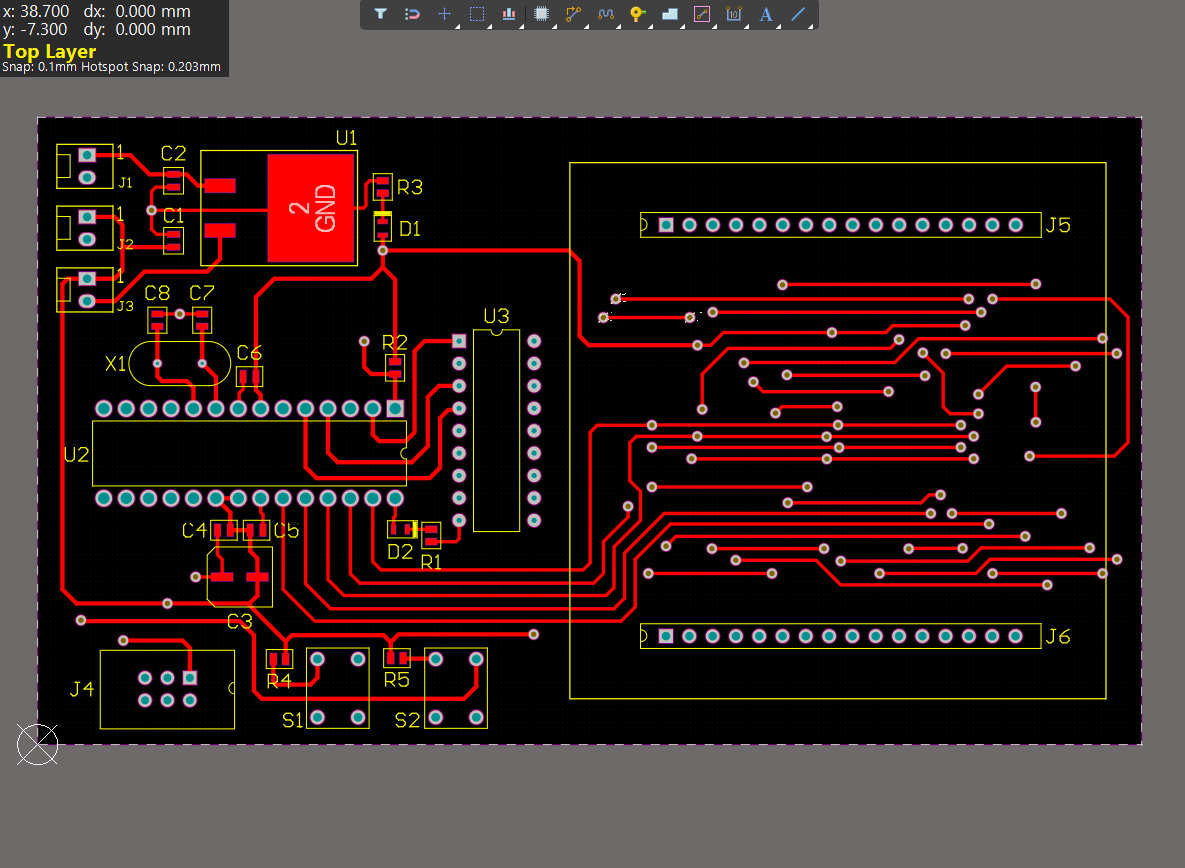 x: 38.700 dx: 0.000 mm
y: -7.300 dy: 0.000 mm
Top Layer
Snap: 0.1mm Hotspot Snap: 0.203mm
A
U1
1
C2
J1
2
GND
R3
1
C1
D1
J5
J2
1
J3
C8
C7
U3
R2
C6
X1
U2
C4
C5
D2
R1
C3
J6
R4
R5
J4
S1
S2